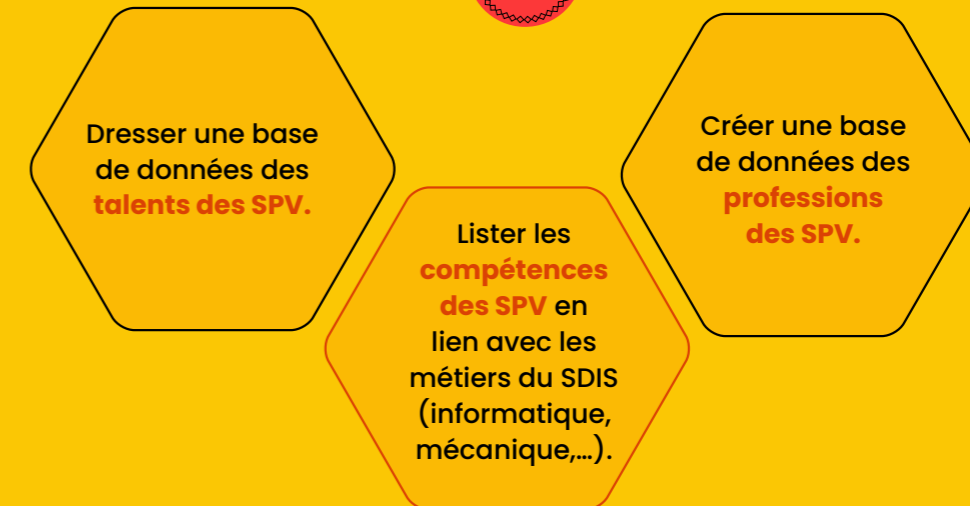 Dresser une base
de données des
talents des SPV.
Lister les
compétences
des SPV en
lien avec les
métiers du SDIS
(informatique,
mécanique,...).
Créer une base
de données des
professions
des SPV.